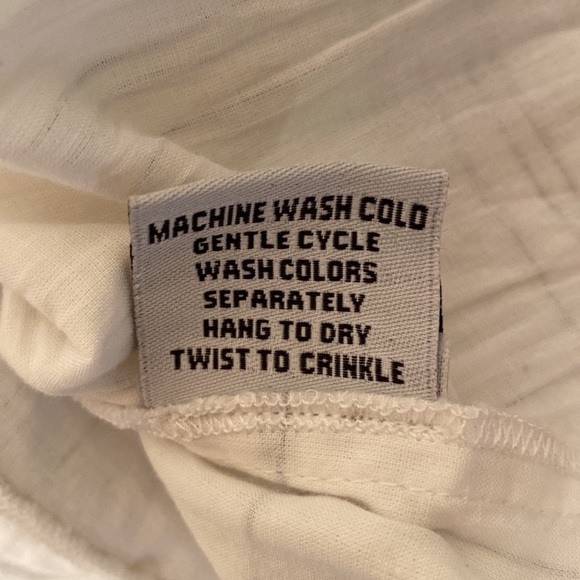 MACHINE WASH COLD
GENTLE CYCLE
WASH COLORS
SEPARATELY
HANG TO DRY
TWIST TO CRINKLE